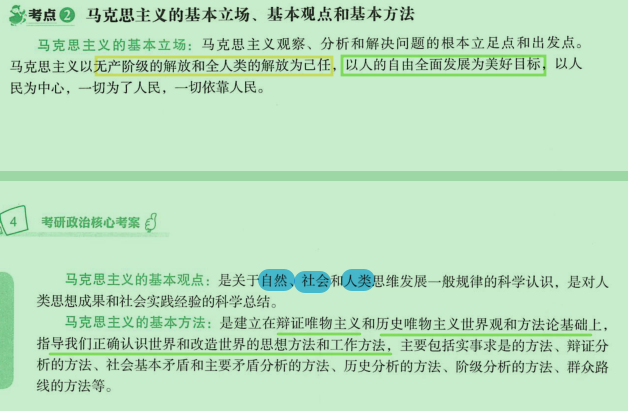 考点2 马克思主义的基本立场、基本观点和基本方法
马克思主义的基本立场：马克思主义观察、分析和解决问题的根本立足点和出发点。
马克思主义以无产阶级的解放和全人类的解放为己任，以人的自由全面发展为美好目标，以人
民为中心，一切为了人民，一切依靠人民。
4 考研政治核心考案
马克思主义的基本观点：是关于自然、社会和人类思维发展一般规律的科学认识，是对人
类思想成果和社会实践经验的科学总结。
马克思主义的基本方法：是建立在辩证唯物主义和历史唯物主义世界观和方法论基础上，
指导我们正确认识世界和改造世界的思想方法和工作方法，主要包括实事求是的方法、辩证分
析的方法、社会基本矛盾和主要矛盾分析的方法、历史分析的方法、阶级分析的方法、群众路
线的方法等。